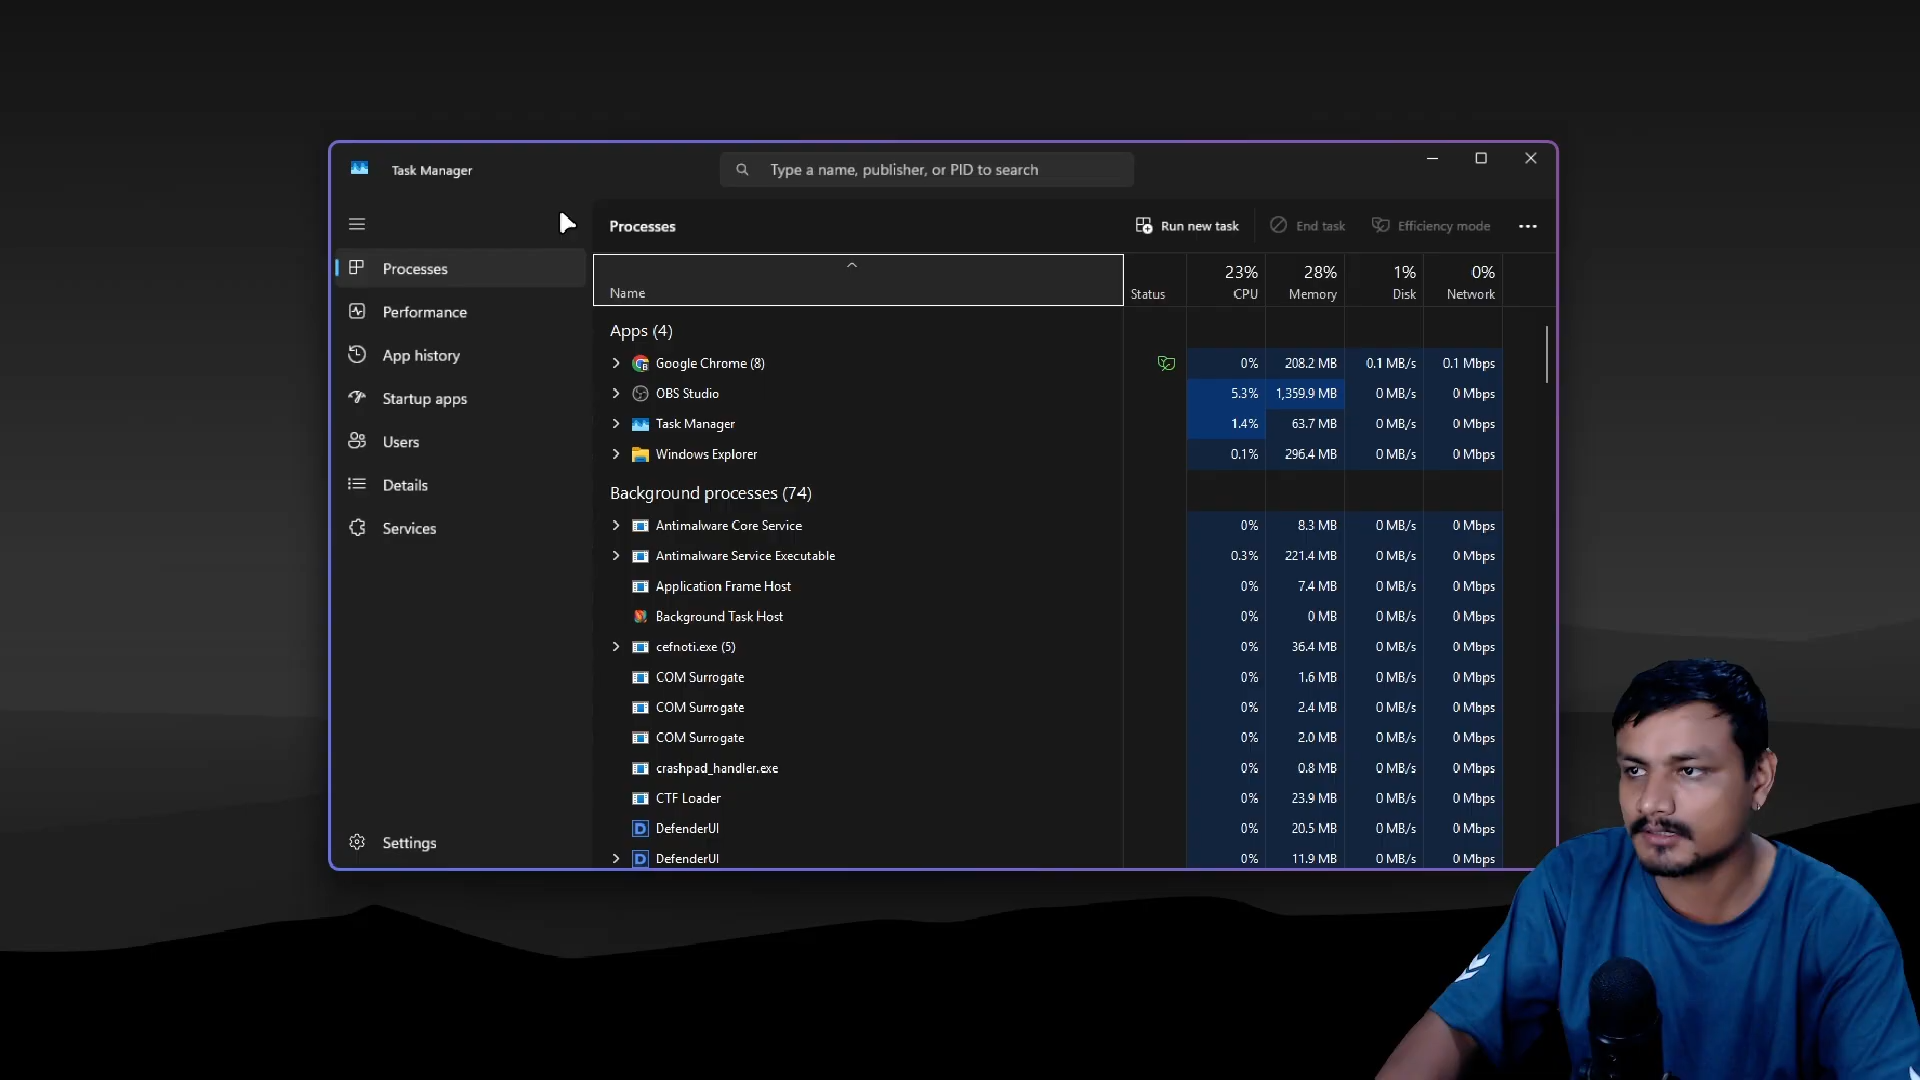 Task Manager
Type a name, publisher, or PID to search
Processes
Run new task
End task
Efficiency mode
Processes
Performance
App history
Startup apps
Users
Details
Services
Settings
Name Status 23% CPU 28% Memory 1% Disk 0% Network
Apps (4)
Google Chrome (8) 0% 208.2 MB 0.1 MB/s 0.1 Mbps
OBS Studio 5.3% 1,359.9 MB 0 MB/s 0 Mbps
Task Manager 1.4% 63.7 MB 0 MB/s 0 Mbps
Windows Explorer 0.1% 296.4 MB 0 MB/s 0 Mbps
Background processes (74)
Antimalware Core Service 0% 8.3 MB 0 MB/s 0 Mbps
Antimalware Service Executable 0.3% 221.4 MB 0 MB/s 0 Mbps
Application Frame Host 0% 7.4 MB 0 MB/s 0 Mbps
Background Task Host 0% 0 MB 0 MB/s 0 Mbps
cefnoti.exe (5) 0% 36.4 MB 0 MB/s 0 Mbps
COM Surrogate 0% 1.6 MB 0 MB/s 0 Mbps
COM Surrogate 0% 2.4 MB 0 MB/s 0 Mbps
COM Surrogate 0% 2.0 MB 0 MB/s 0 Mbps
crashpad_handler.exe 0% 0.8 MB 0 MB/s 0 Mbps
CTF Loader 0% 23.9 MB 0 MB/s 0 Mbps
DefenderUI 0% 20.5 MB 0 MB/s 0 Mbps
DefenderUI 0% 11.9 MB 0 MB/s 0 Mbps